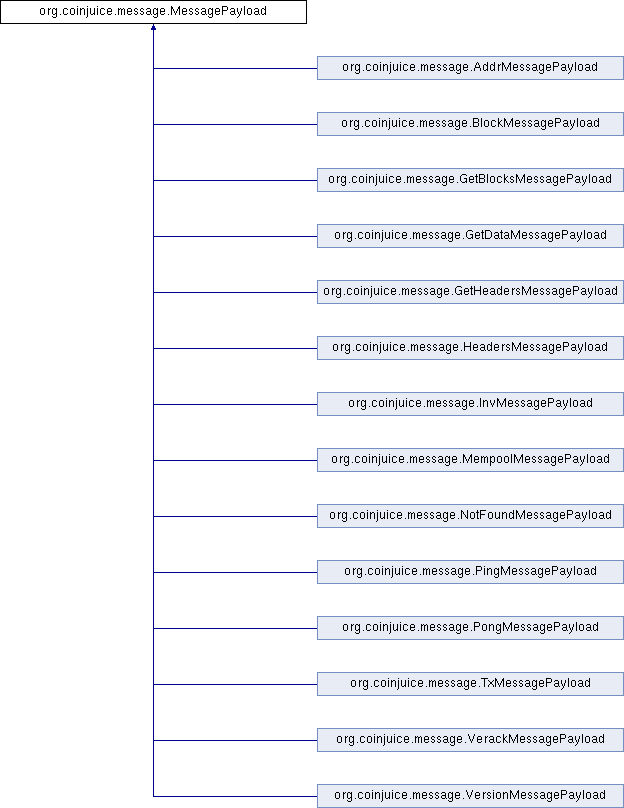 org.coinjuice.message.MessagePayload
org.coinjuice.message.AddrMessagePayload
org.coinjuice.message.BlockMessagePayload
org.coinjuice.message.GetBlocksMessagePayload
org.coinjuice.message.GetDataMessagePayload
org.coinjuice.message.GetHeadersMessagePayload
org.coinjuice.message.HeadersMessagePayload
org.coinjuice.message.InvMessagePayload
org.coinjuice.message.MempoolMessagePayload
org.coinjuice.message.NotFoundMessagePayload
org.coinjuice.message.PingMessagePayload
org.coinjuice.message.PongMessagePayload
org.coinjuice.message.TxMessagePayload
org.coinjuice.message.VerackMessagePayload
org.coinjuice.message.VersionMessagePayload